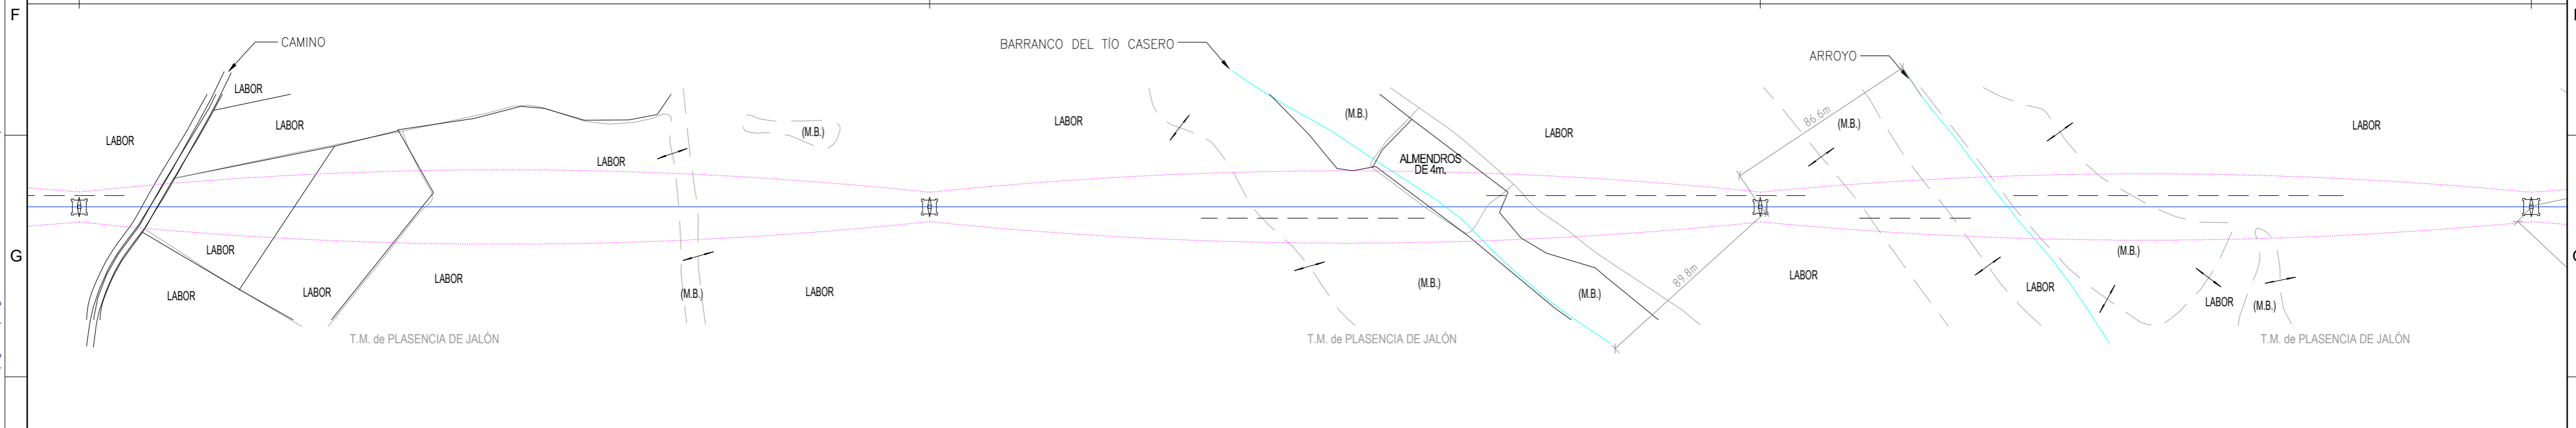 F
CAMINO
BARRANCO DEL TÍO CASERO
ARROYO
LABOR
LABOR
LABOR
LABOR
LABOR
(M.B.)
LABOR
(M.B.)
LABOR
ALMENDROS
DE 4m,
86.6m
(M.B.)
LABOR
G
LABOR
LABOR
LABOR
LABOR
(M.B.)
LABOR
(M.B.)
(M.B.)
89.8m
LABOR
LABOR
(M.B.)
LABOR
(M.B.)
T.M. de PLASENCIA DE JALÓN
T.M. de PLASENCIA DE JALÓN
T.M. de PLASENCIA DE JALÓN